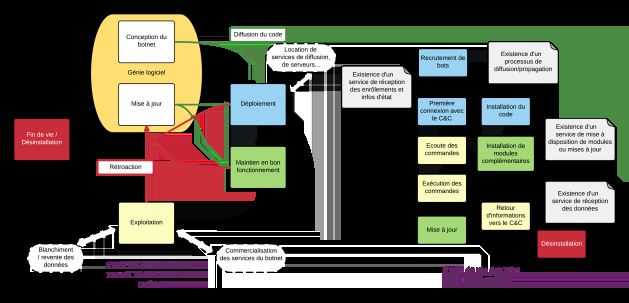 Conception du
botnet
Génie logiciel
Mise à jour
Fin de vie /
Désinstallation
Rétroaction
Exploitation
Blanchiment
/ revente des
données
Commercialisation
des services du botnet
Diffusion du code
Location de
services de diffusion,
de serveurs...
Déploiement
Maintien en bon
fonctionnement
Existence d'un
service de réception
des enrôlements et
infos d'état
Recrutement de
bots
Première
connexion avec
le C&C
Ecoute des
commandes
Exécution des
commandes
Mise à jour
Existence d'un
processus de
diffusion/propagation
Installation du
code
Installation de
modules
complémentaires
Retour
d'informations
vers le C&C
Existence d'un
service de mise à
disposition de modules
ou mises à jour
Existence d'un
service de réception
des données
Désinstallation